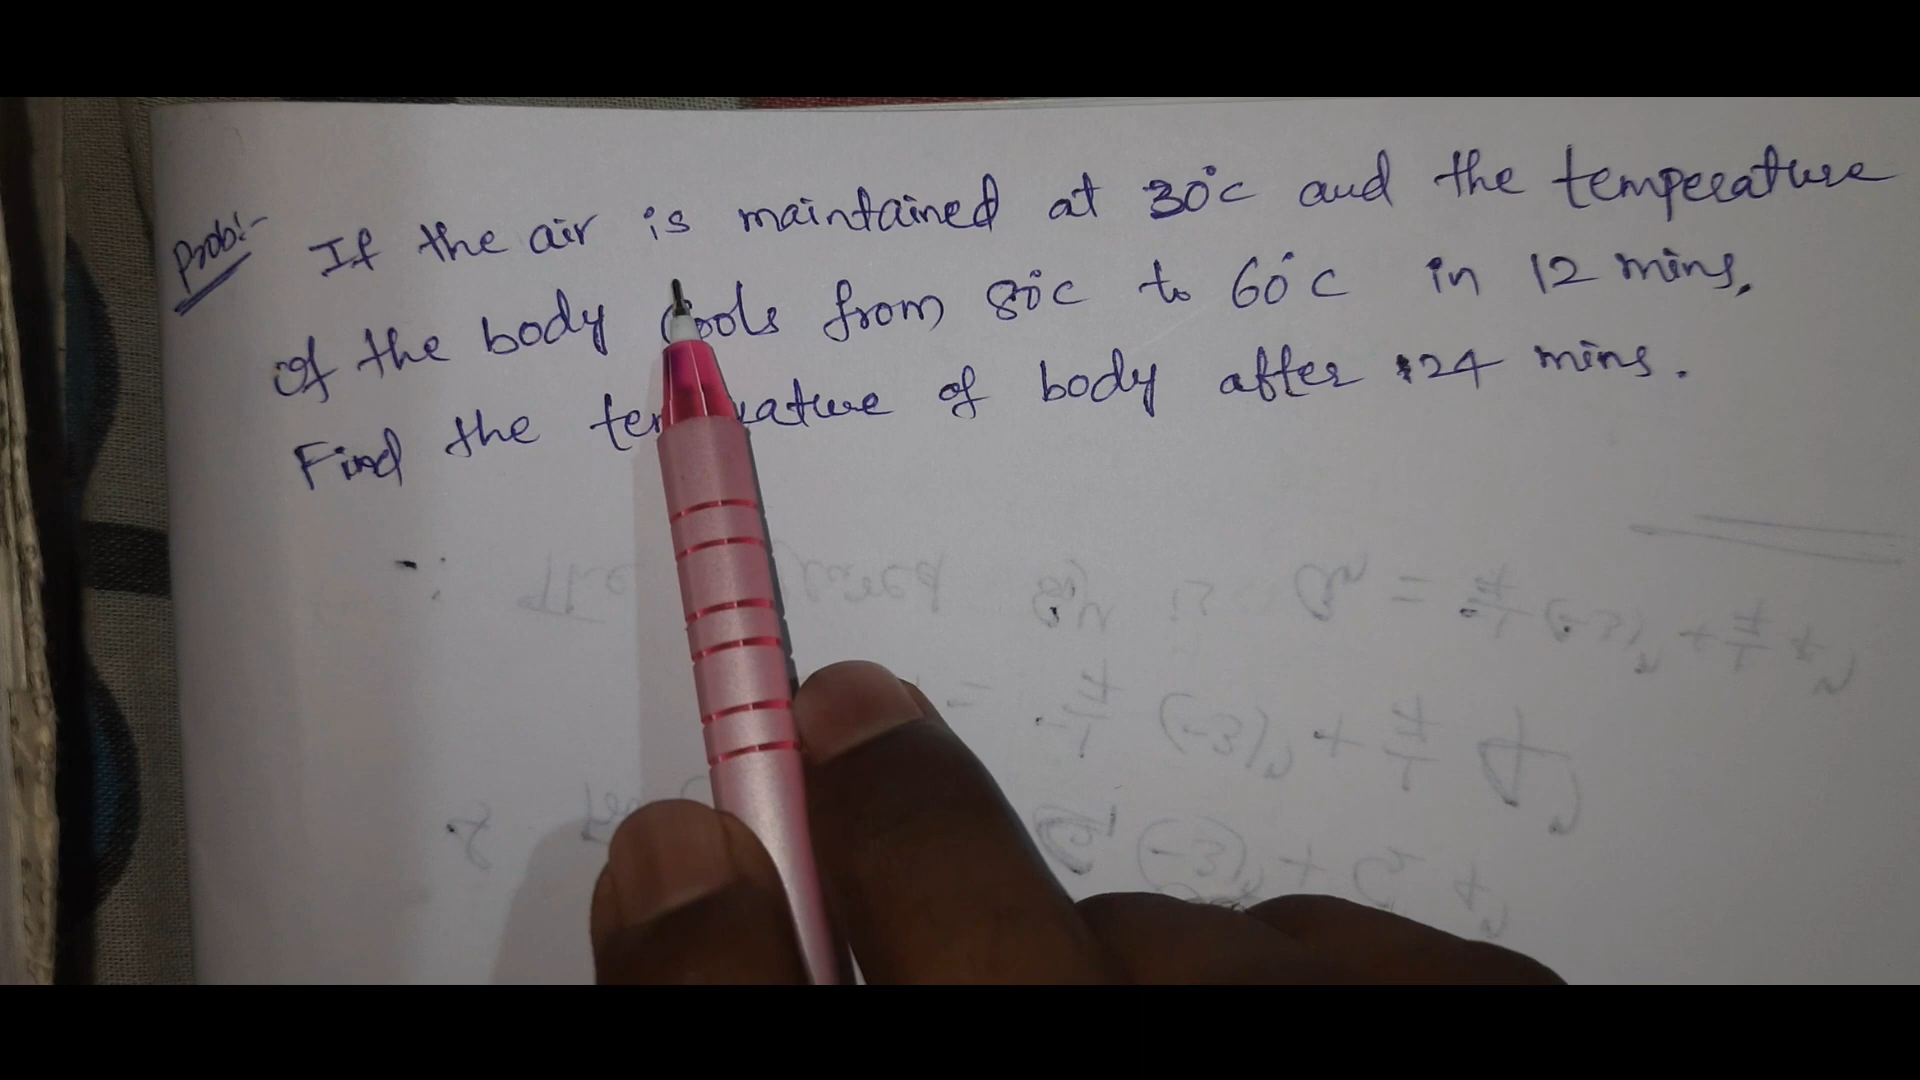 Prob:- If the air is maintained at 30°C and the temperature
of the body cools from 80°C to 60°C in 12 mins,
Find the of body after 24 mins.